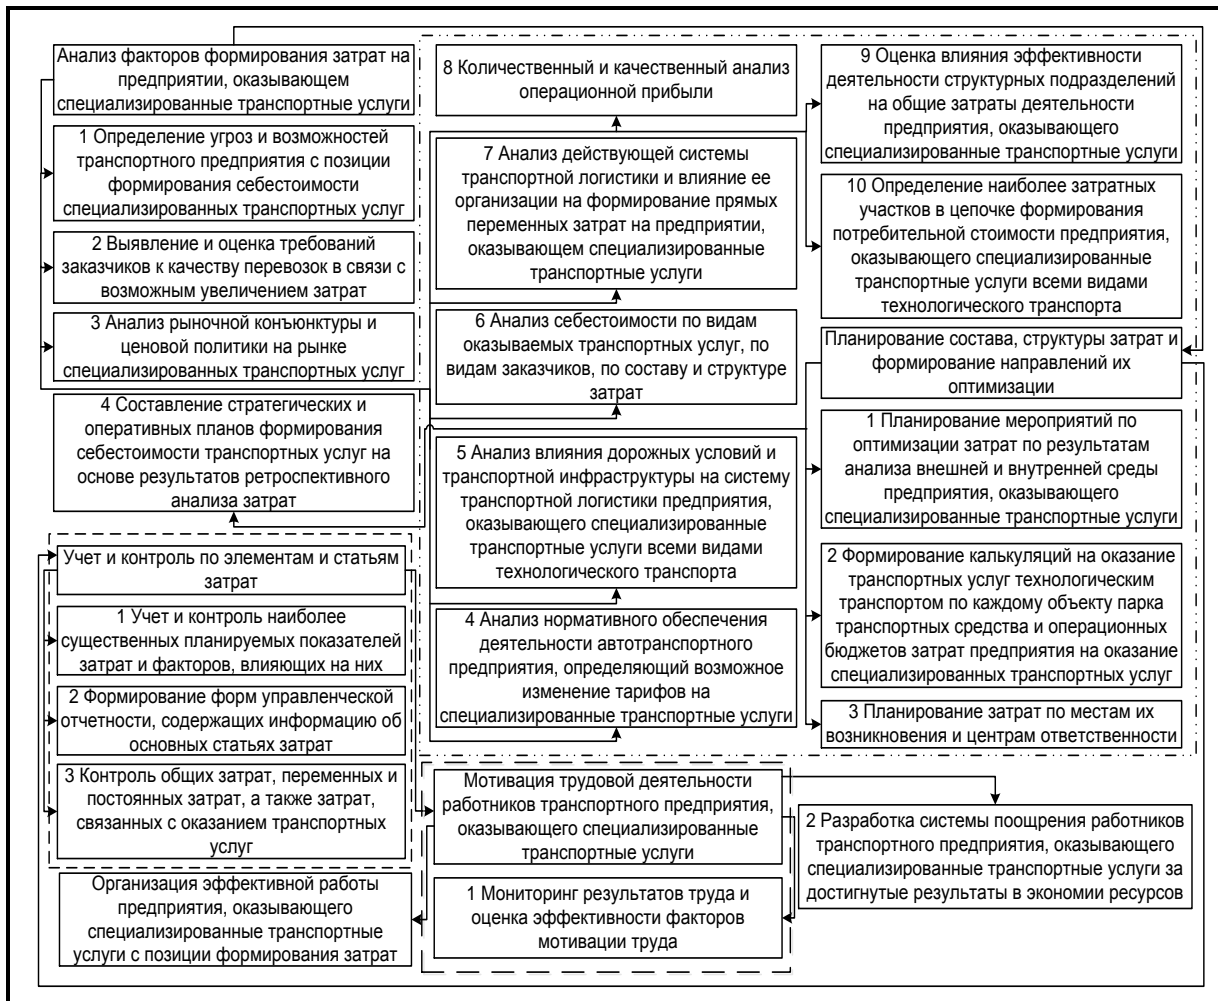 Анализ факторов формирования затрат на
предприятии, оказывающем
специализированные транспортные услуги
1 Определение угроз и возможностей
транспортного предприятия с позиции
формирования себестоимости
специализированных транспортных услуг
2 Выявление и оценка требований
заказчиков к качеству перевозок в связи с
возможным увеличением затрат
3 Анализ рыночной конъюнктуры и
ценовой политики на рынке
специализированных транспортных услуг
4 Составление стратегических и
оперативных планов формирования
себестоимости транспортных услуг на
основе результатов ретроспективного
анализа затрат
Учет и контроль по элементам и статьям
затрат
1 Учет и контроль наиболее
существенных планируемых показателей
затрат и факторов, влияющих на них
2 Формирование форм управленческой
отчетности, содержащих информацию об
основных статьях затрат
3 Контроль общих затрат, переменных и
постоянных затрат, а также затрат,
связанных с оказанием транспортных
услуг
Организация эффективной работы
предприятия, оказывающего
специализированные транспортные
услуги с позиции формирования затрат
8 Количественный и качественный анализ
операционной прибыли
7 Анализ действующей системы
транспортной логистики и влияние ее
организации на формирование прямых
переменных затрат на предприятии,
оказывающем специализированные
транспортные услуги
6 Анализ себестоимости по видам
оказываемых транспортных услуг, по
видам заказчиков, по составу и структуре
затрат
5 Анализ влияния дорожных условий и
транспортной инфраструктуры на систему
транспортной логистики предприятия,
оказывающего специализированные
транспортные услуги всеми видами
технологического транспорта
4 Анализ нормативного обеспечения
деятельности автотранспортного
предприятия, определяющий возможное
изменение тарифов на
специализированные транспортные услуги
Мотивация трудовой деятельности
работников транспортного предприятия,
оказывающего специализированные
транспортные услуги
1 Мониторинг результатов труда и
оценка эффективности факторов
мотивации труда
9 Оценка влияния эффективности
деятельности структурных подразделений
на общие затраты деятельности
предприятия, оказывающего
специализированные транспортные услуги
10 Определение наиболее затратных
участков в цепочке формирования
потребительной стоимости предприятия,
оказывающего специализированные
транспортные услуги всеми видами
технологического транспорта
Планирование состава, структуры затрат и
формирование направлений их
оптимизации
1 Планирование мероприятий по
оптимизации затрат по результатам
анализа внешней и внутренней среды
предприятия, оказывающего
специализированные транспортные услуги
2 Формирование калькуляций на оказание
транспортных услуг технологическим
транспортом по каждому объекту парка
транспортных средства и операционных
бюджетов затрат предприятия на оказание
специализированных транспортных услуг
3 Планирование затрат по местам их
возникновения и центрам ответственности
2 Разработка системы поощрения работников
транспортного предприятия, оказывающего
специализированные транспортные услуги за
достигнутые результаты в экономии ресурсов